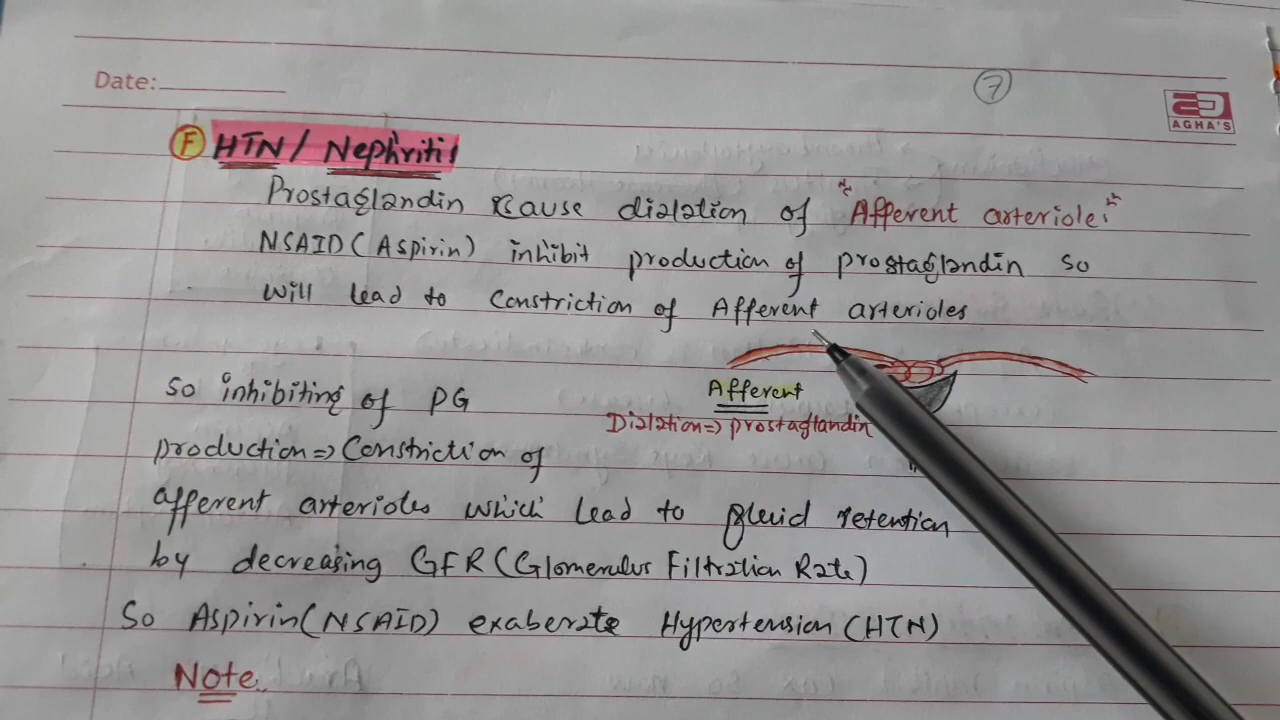 Date:
7
AGHA'S
F HTN / Nephritis
Prostaglandin cause dialation of "Afferent arteriole."
NSAID (Aspirin) inhibit production of prostaglandin so
will lead to constriction of Afferent arterioles
So inhibiting of PG
Afferent
Dialation => prostaglandin
production => Constriction of
afferent arterioles which lead to fluid retention
by decreasing GFR (Glomerulus Filtration Rate)
So Aspirin (NSAID) exaberate Hypertension (HTN)
Note